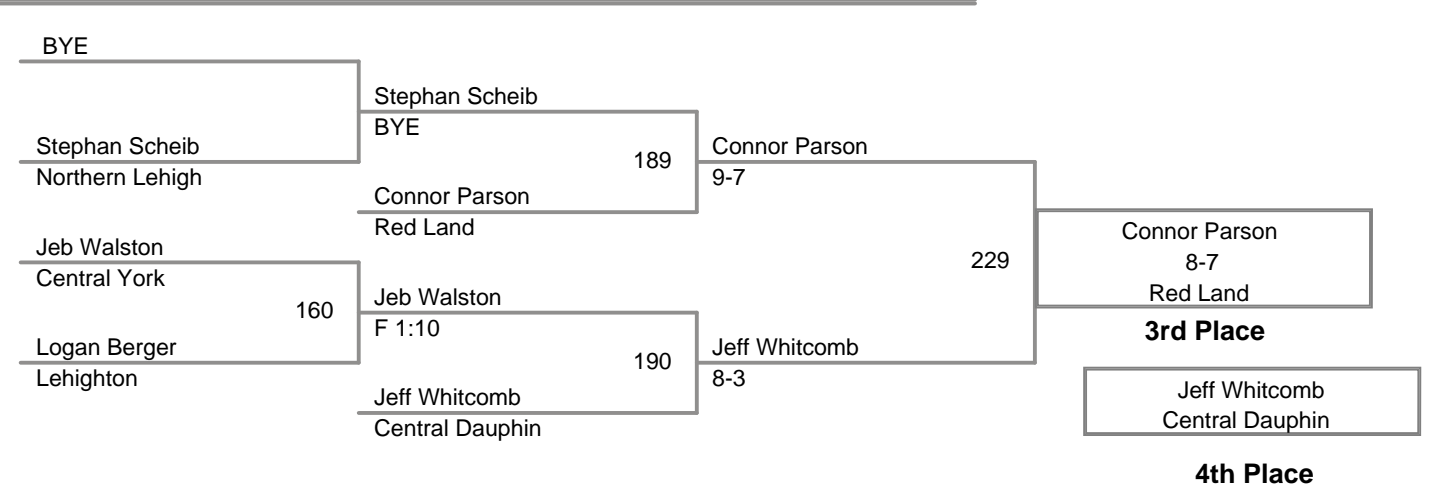 BYE
Stephan Scheib
BYE
Stephan Scheib
Northern Lehigh
189
Connor Parson
9-7
Connor Parson
Red Land
Jeb Walston
Central York
160
Jeb Walston
F 1:10
Logan Berger
Lehighton
190
Jeff Whitcomb
8-3
Jeff Whitcomb
Central Dauphin
229
Connor Parson
8-7
Red Land
3rd Place
Jeff Whitcomb
Central Dauphin
4th Place